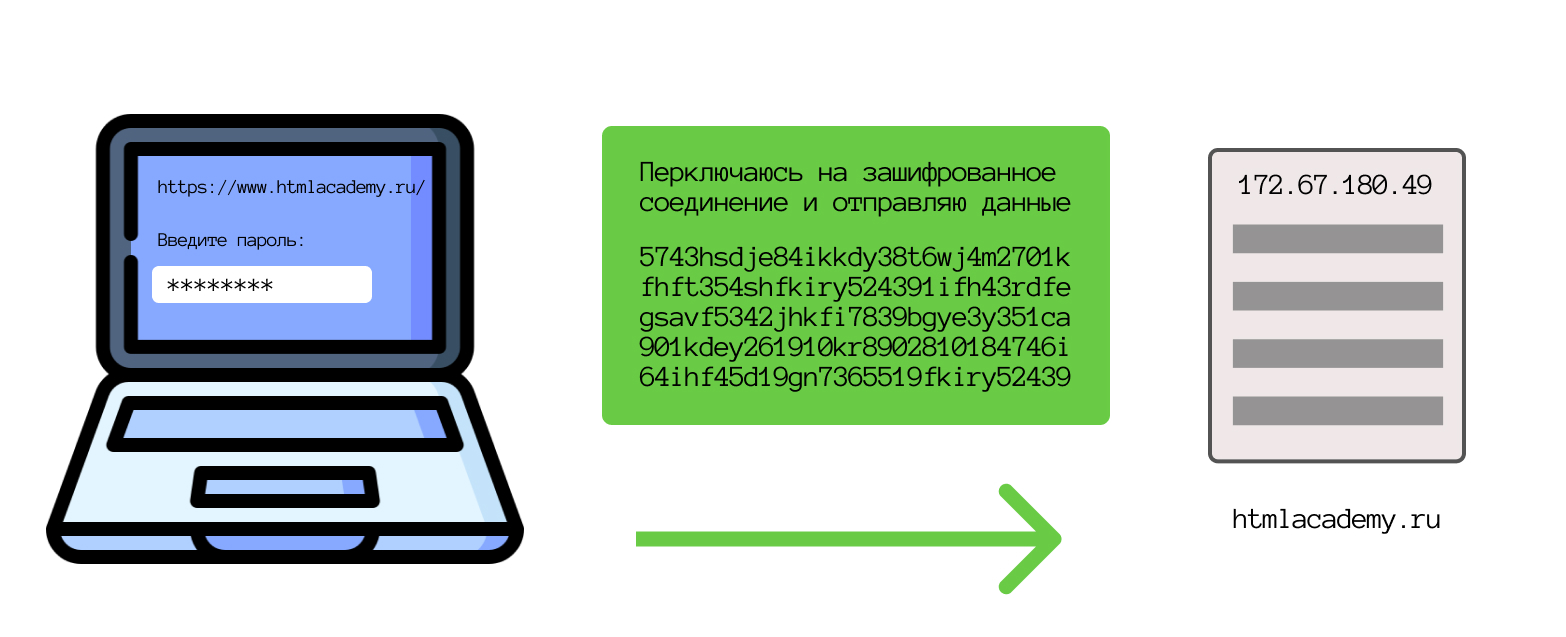 https://www.htmlacademy.ru/
Введите пароль:
********
Перключаюсь на зашифрованное
соединение и отправляю данные
5743hsdje84ikkdy38t6wj4m2701k
fhft354shfkiry524391ifh43rdfe
gsavf5342jhkfi7839bgye3y351ca
901kdey261910kr8902810184746i
64ihf45d19gn7365519fkiry52439
172.67.180.49
htmlacademy.ru